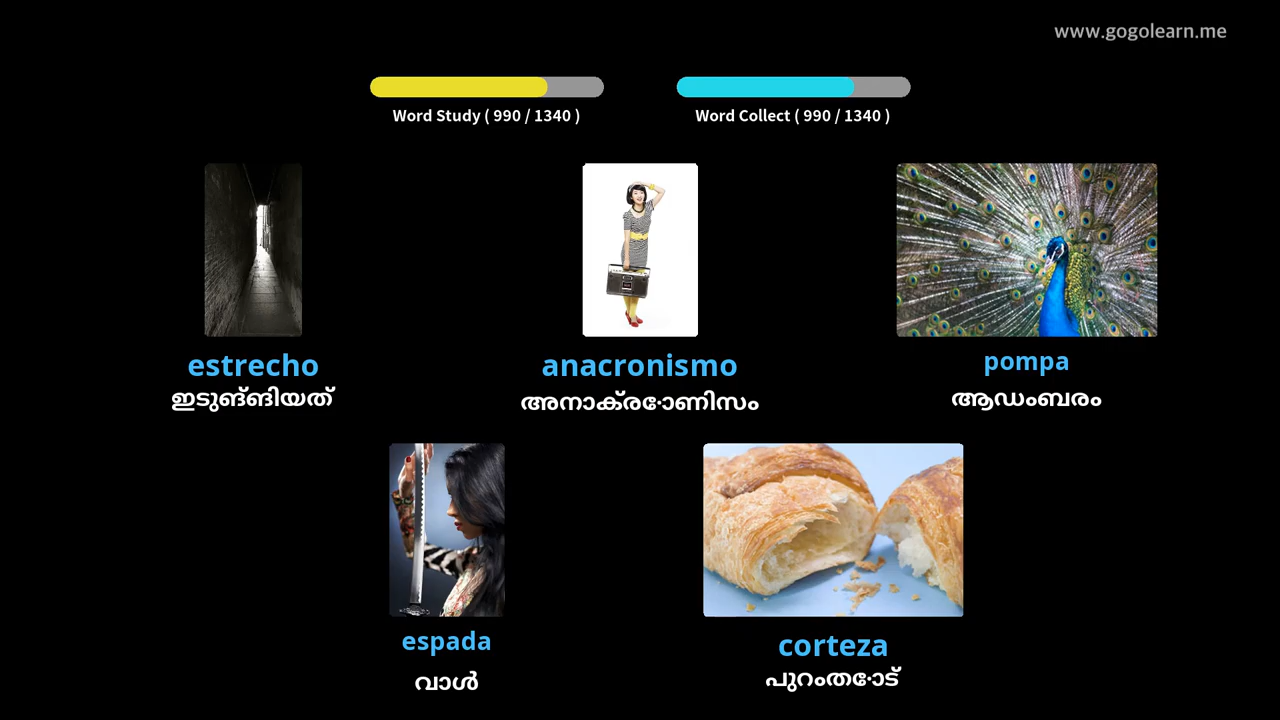 www.gogolearn.me
Word Study ( 990 / 1340 )
Word Collect ( 990 / 1340 )
estrecho
ഇടുങ്ങിയത്
anacronismo
അനാക്രോണിസം
pompa
ആഡംബരം
espada
വാൾ
corteza
പുറംതോട്